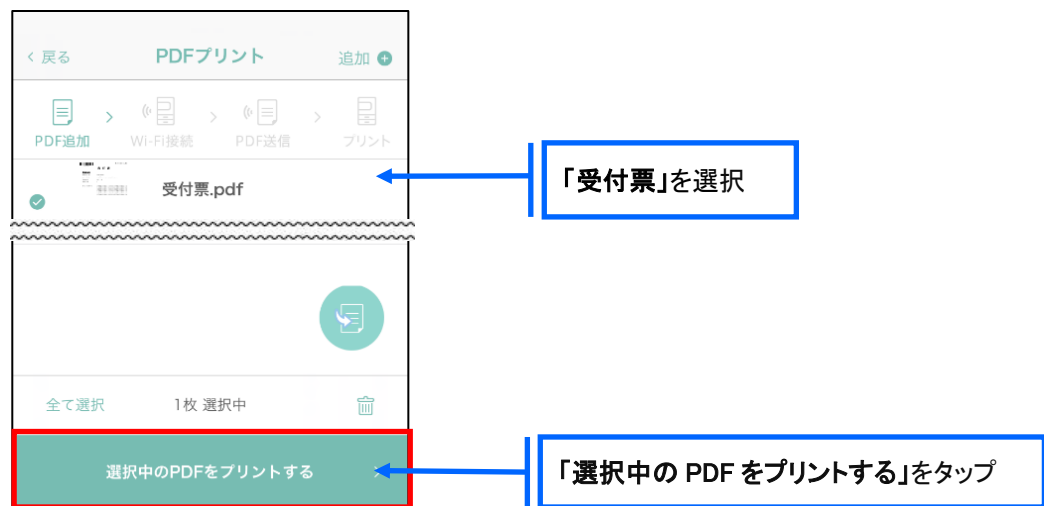 < 戻る PDFプリント 追加
PDF追加 > Wi-Fi接続 > PDF送信 > プリント
受付票.pdf
「受付票」を選択
全て選択 1枚 選択中
選択中のPDFをプリントする >
「選択中の PDF をプリントする」をタップ